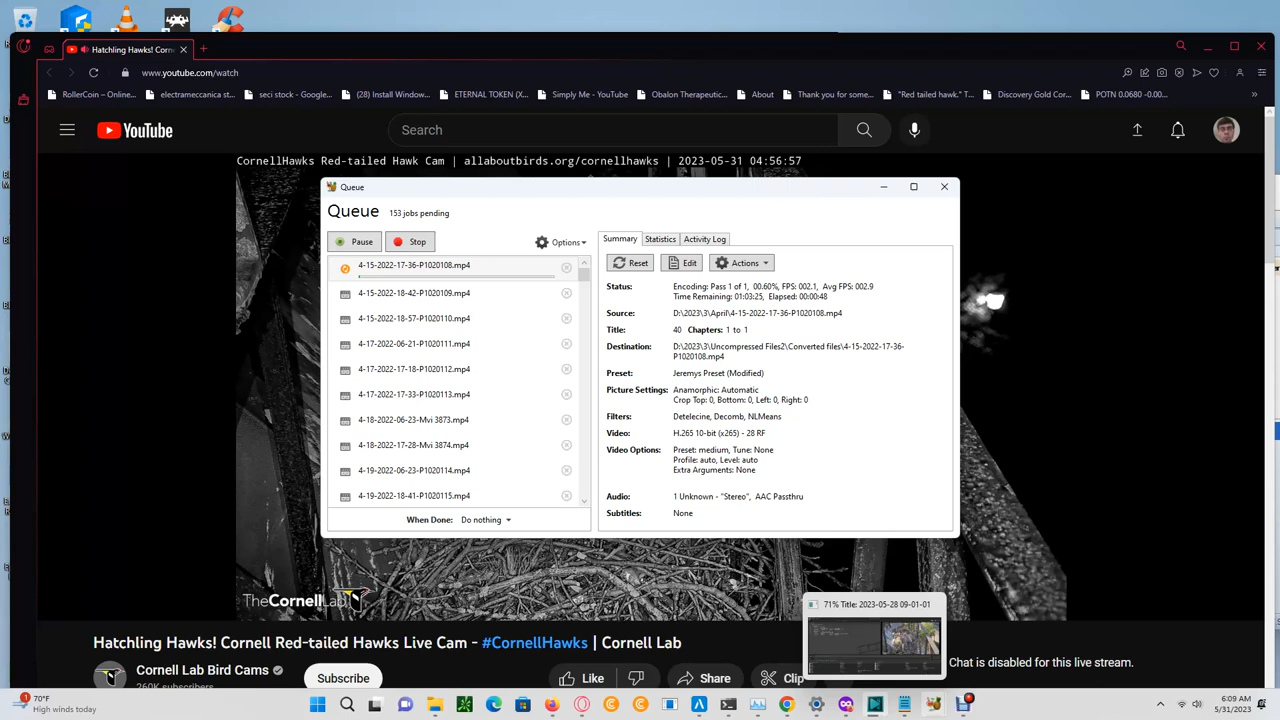 Hatchling Hawks! Corn
www.youtube.com/watch
RollerCoin – Online...
electrameccanica st...
seci stock - Google...
(28) Install Window...
ETERNAL TOKEN (X...
Simply Me - YouTube
Obalon Therapeutic...
About
Thank you for some...
"Red tailed hawk." T...
Discovery Gold Cor...
POTN 0.0680 -0.00...
YouTube
Search
CornellHawks Red-tailed Hawk Cam | allaboutbirds.org/cornellhawks | 2023-05-31 04:56:57
Queue
Queue 153 jobs pending
Pause
Stop
Options
4-15-2022-17-36-P1020108.mp4
4-15-2022-18-42-P1020109.mp4
4-15-2022-18-57-P1020110.mp4
4-17-2022-06-21-P1020111.mp4
4-17-2022-17-18-P1020112.mp4
4-17-2022-17-33-P1020113.mp4
4-18-2022-06-23-Mvi 3873.mp4
4-18-2022-17-28-Mvi 3874.mp4
4-19-2022-06-23-P1020114.mp4
4-19-2022-18-41-P1020115.mp4
When Done: Do nothing
Summary
Statistics
Activity Log
Reset
Edit
Actions
Status: Encoding: Pass 1 of 1, 00.60%, FPS: 002.1, Avg FPS: 002.9
Time Remaining: 01:03:25, Elapsed: 00:00:48
Source: D:\2023\3\April\4-15-2022-17-36-P1020108.mp4
Title: 40 Chapters: 1 to 1
Destination: D:\2023\3\Uncompressed Files2\Converted files\4-15-2022-17-36-
P1020108.mp4
Preset: Jeremys Preset (Modified)
Picture Settings: Anamorphic: Automatic
Crop Top: 0, Bottom: 0, Left: 0, Right: 0
Filters: Detelecine, Decomb, NLMeans
Video: H.265 10-bit (x265) - 28 RF
Video Options: Preset: medium, Tune: None
Profile: auto, Level: auto
Extra Arguments: None
Audio: 1 Unknown - "Stereo", AAC Passthru
Subtitles: None
TheCornellLab
71% Title: 2023-05-28 09-01-01
Hatchling Hawks! Cornell Red-tailed Hawks Live Cam - #CornellHawks | Cornell Lab
Chat is disabled for this live stream.
Cornell Lab Bird Cams
260K subscribers
Subscribe
Like
Share
Clip
1
70°F
High winds today
6:09 AM
5/31/2023